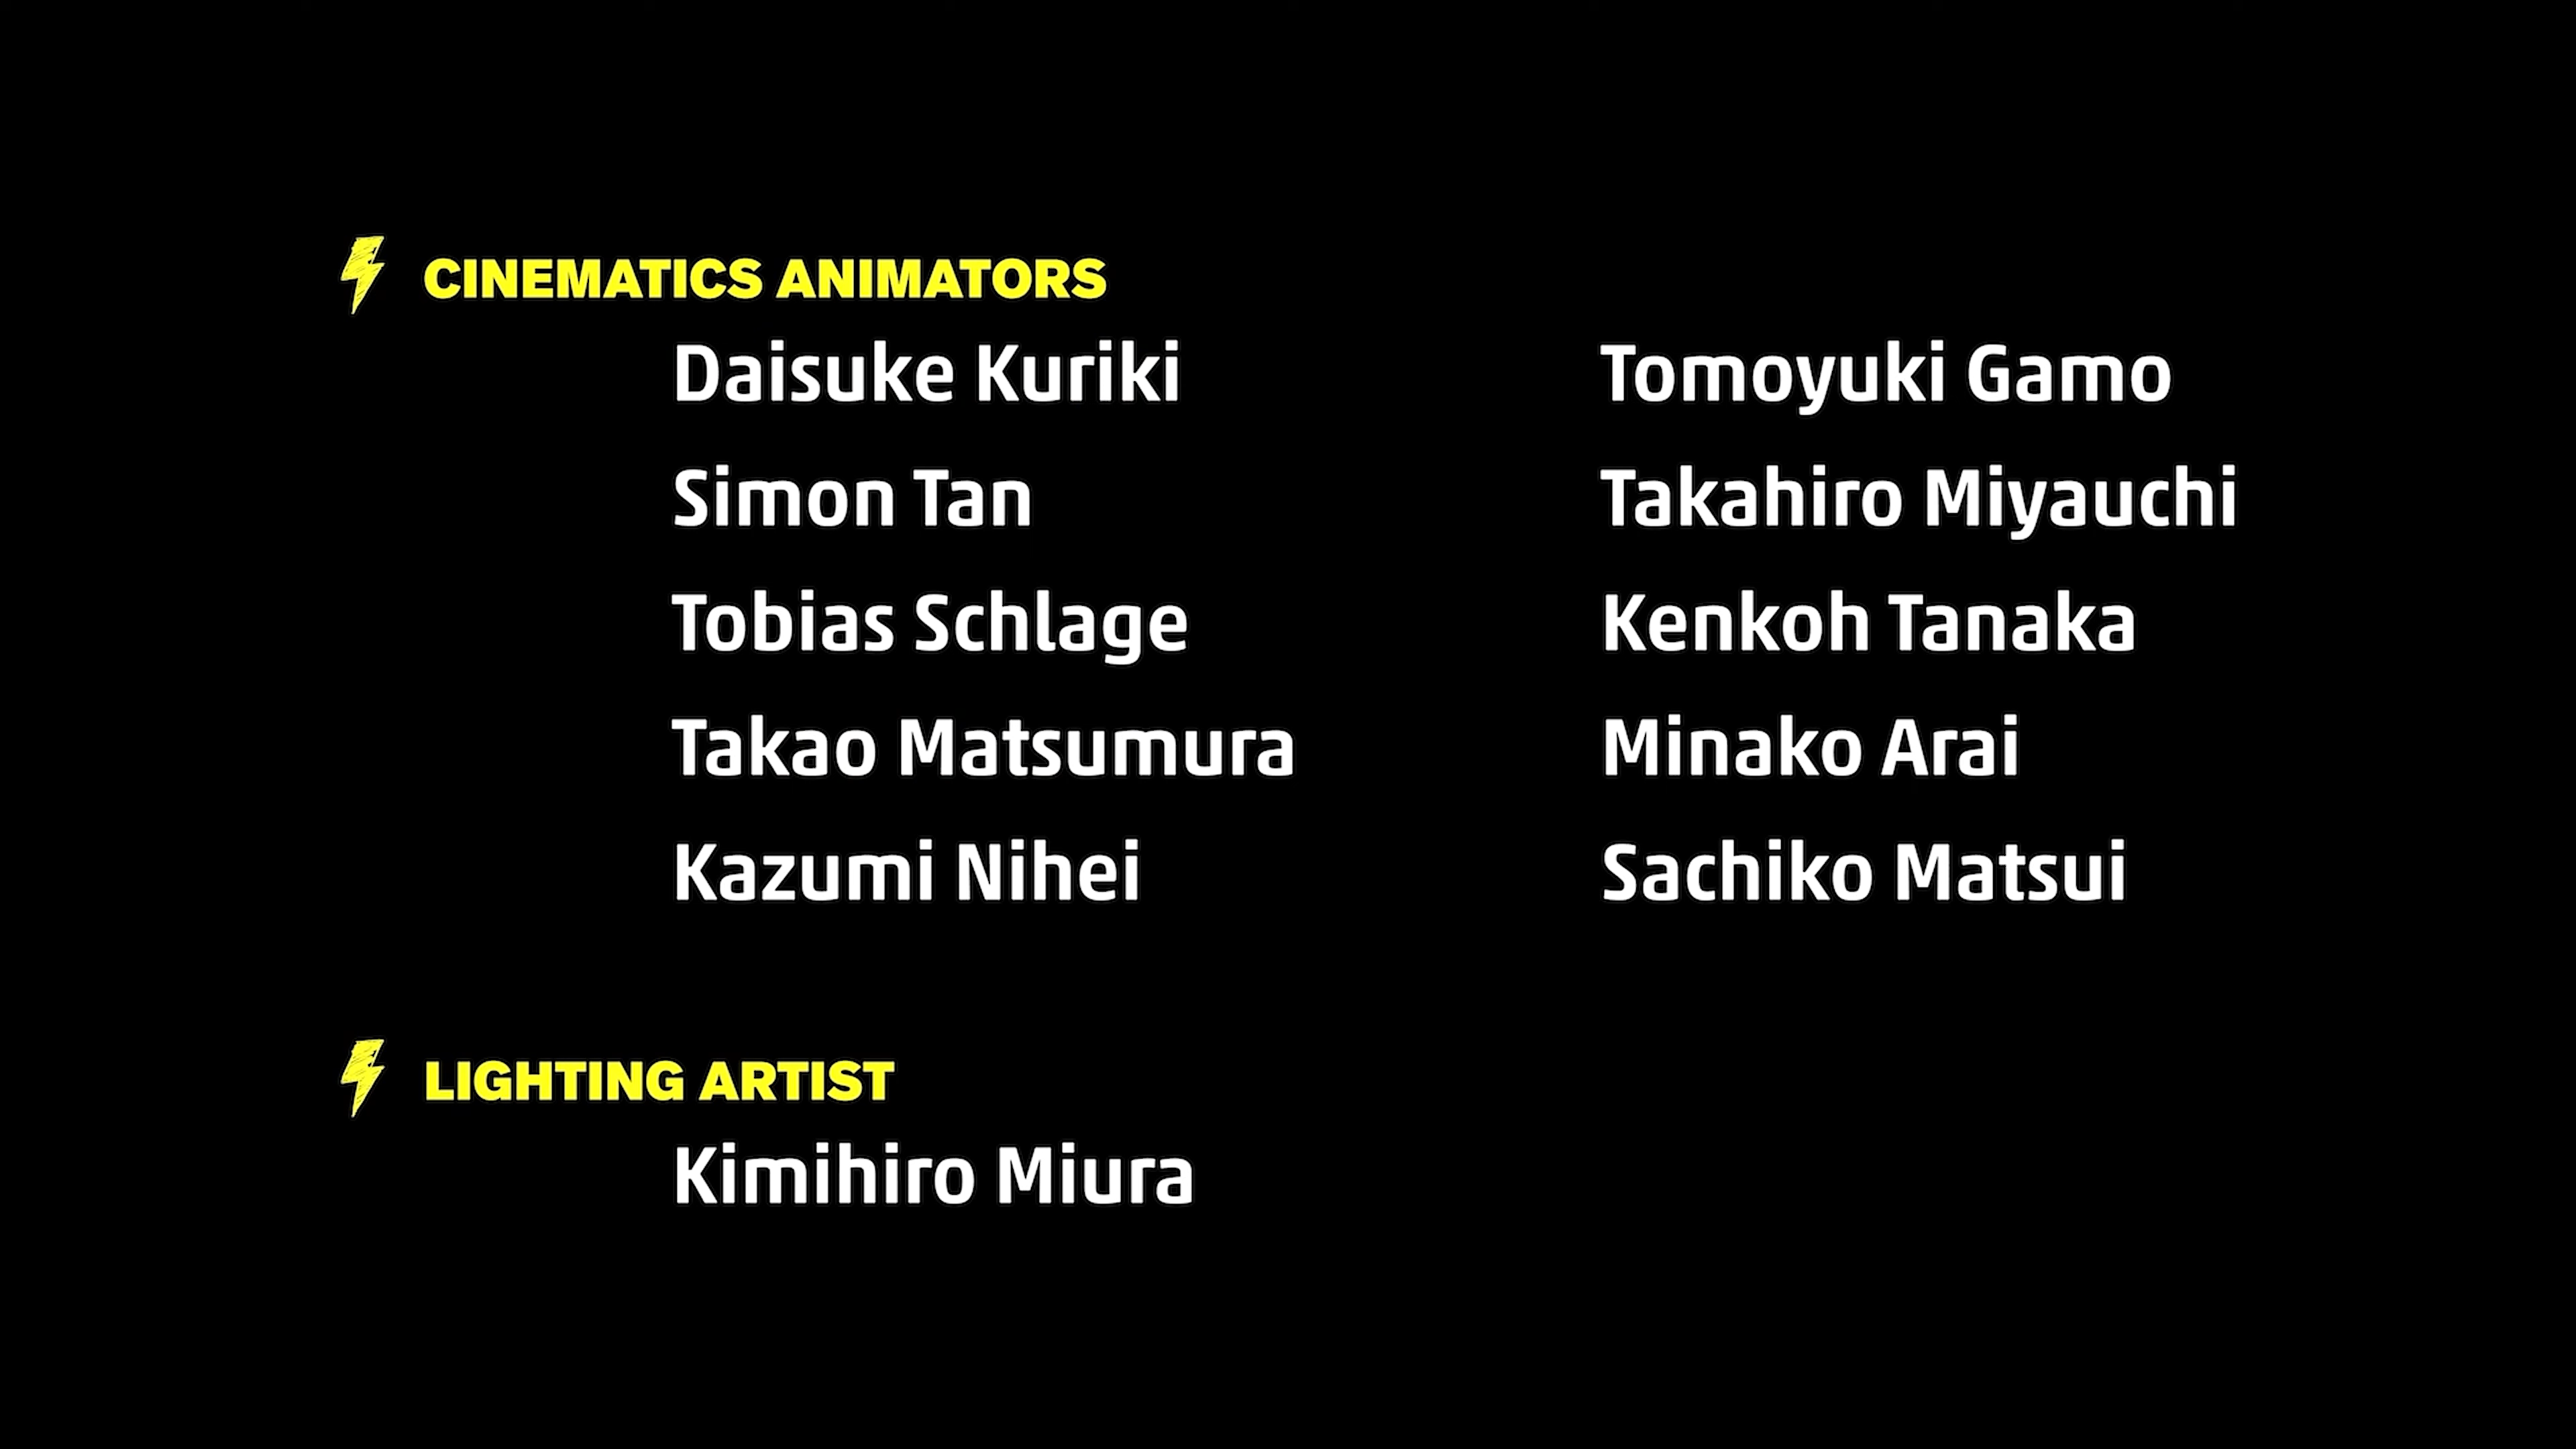 CINEMATICS ANIMATORS
Daisuke Kuriki Tomoyuki Gamo
Simon Tan Takahiro Miyauchi
Tobias Schlage Kenkoh Tanaka
Takao Matsumura Minako Arai
Kazumi Nihei Sachiko Matsui
LIGHTING ARTIST
Kimihiro Miura